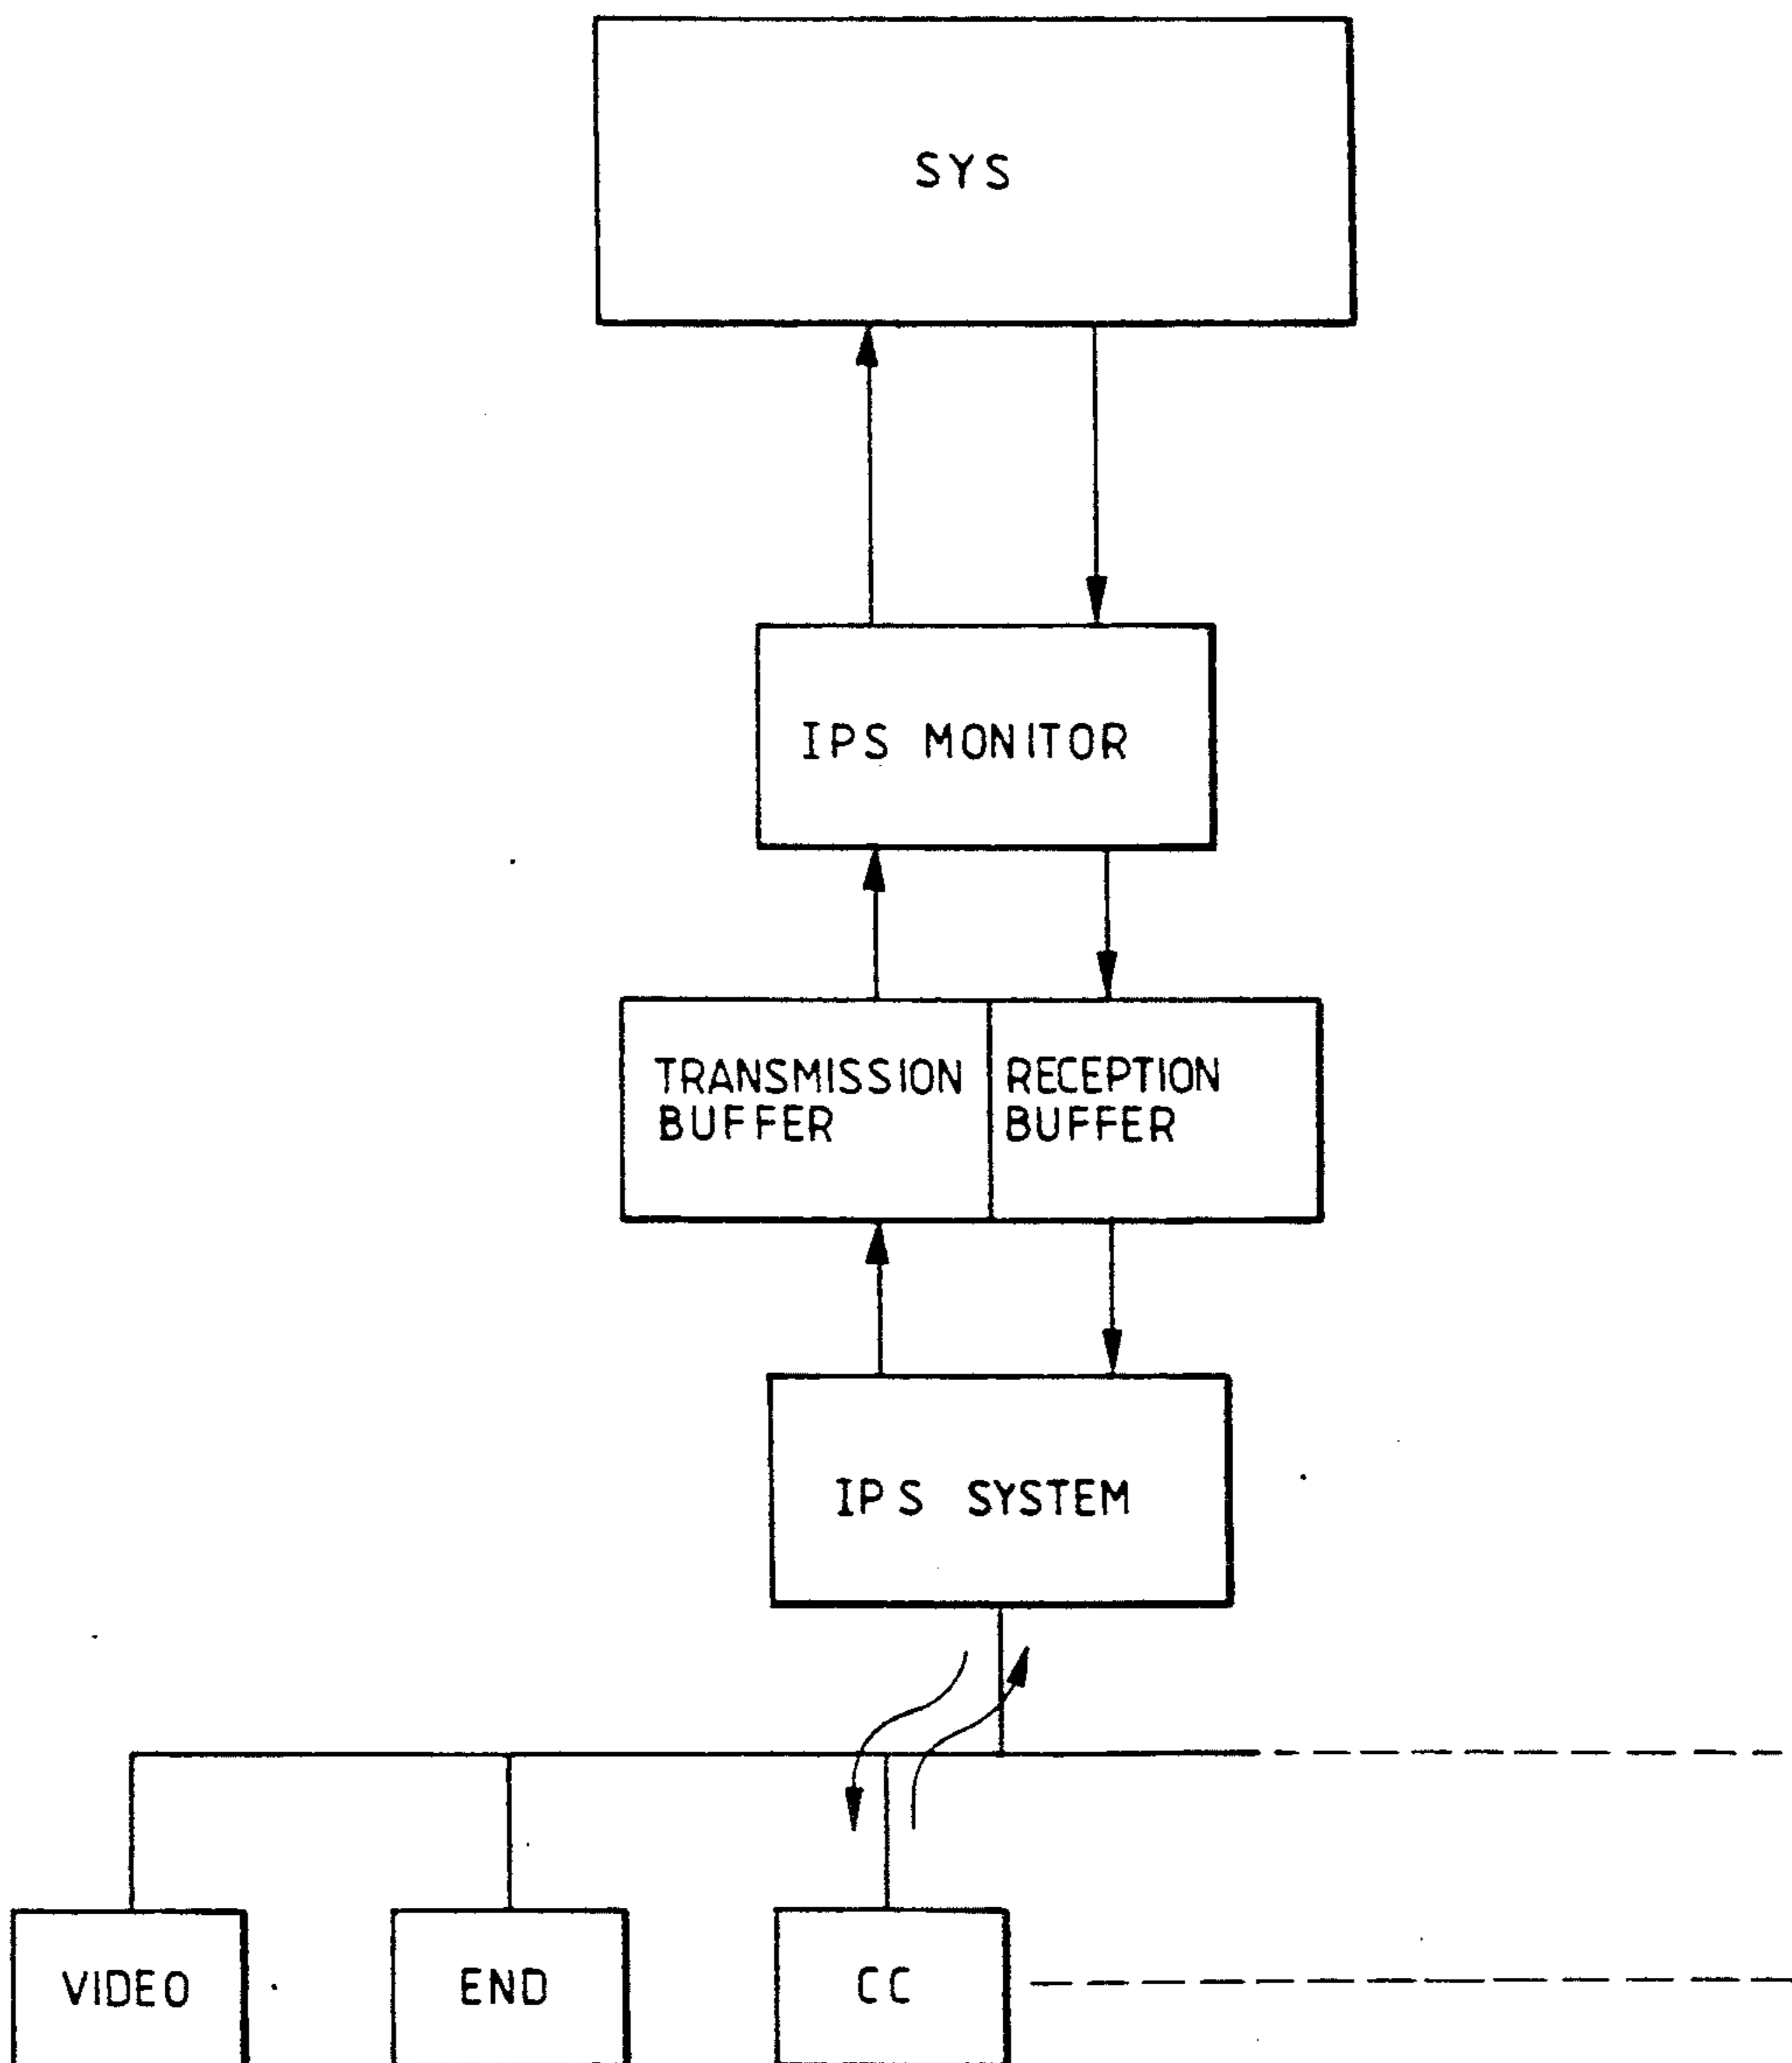 SYS
IPS MONITOR
TRANSMISSION
BUFFER
RECEPTION
BUFFER
IPS SYSTEM
VIDEO
END
CC